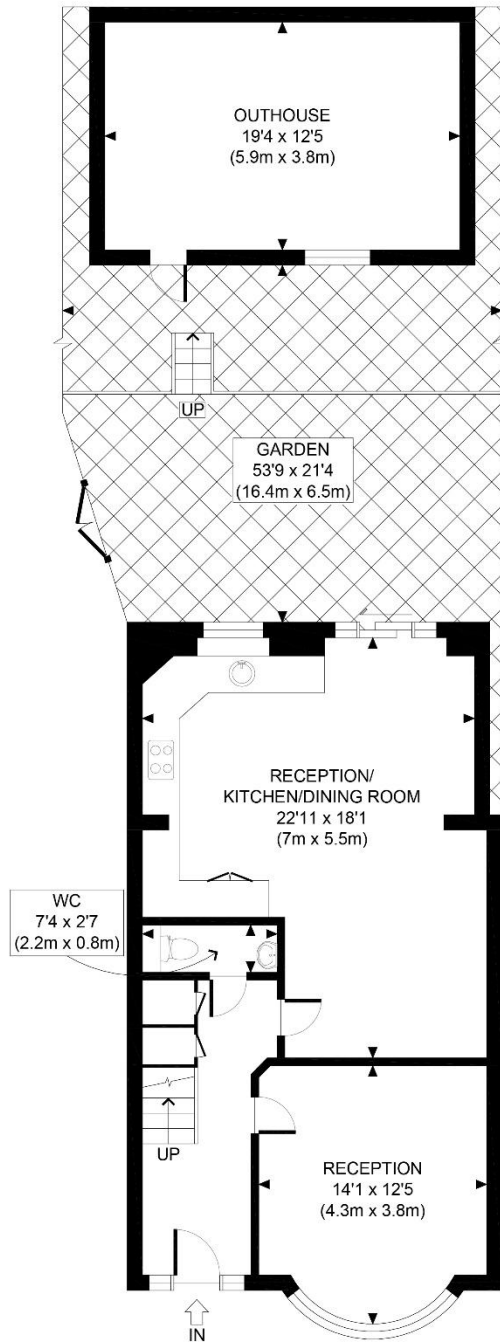 OUTHOUSE
19'4 x 12'5
(5.9m x 3.8m)
UP
GARDEN
53'9 x 21'4
(16.4m x 6.5m)
RECEPTION/
KITCHEN/DINING ROOM
22'11 x 18'1
(7m x 5.5m)
WC
7'4 x 2'7
(2.2m x 0.8m)
UP
RECEPTION
14'1 x 12'5
(4.3m x 3.8m)
IN